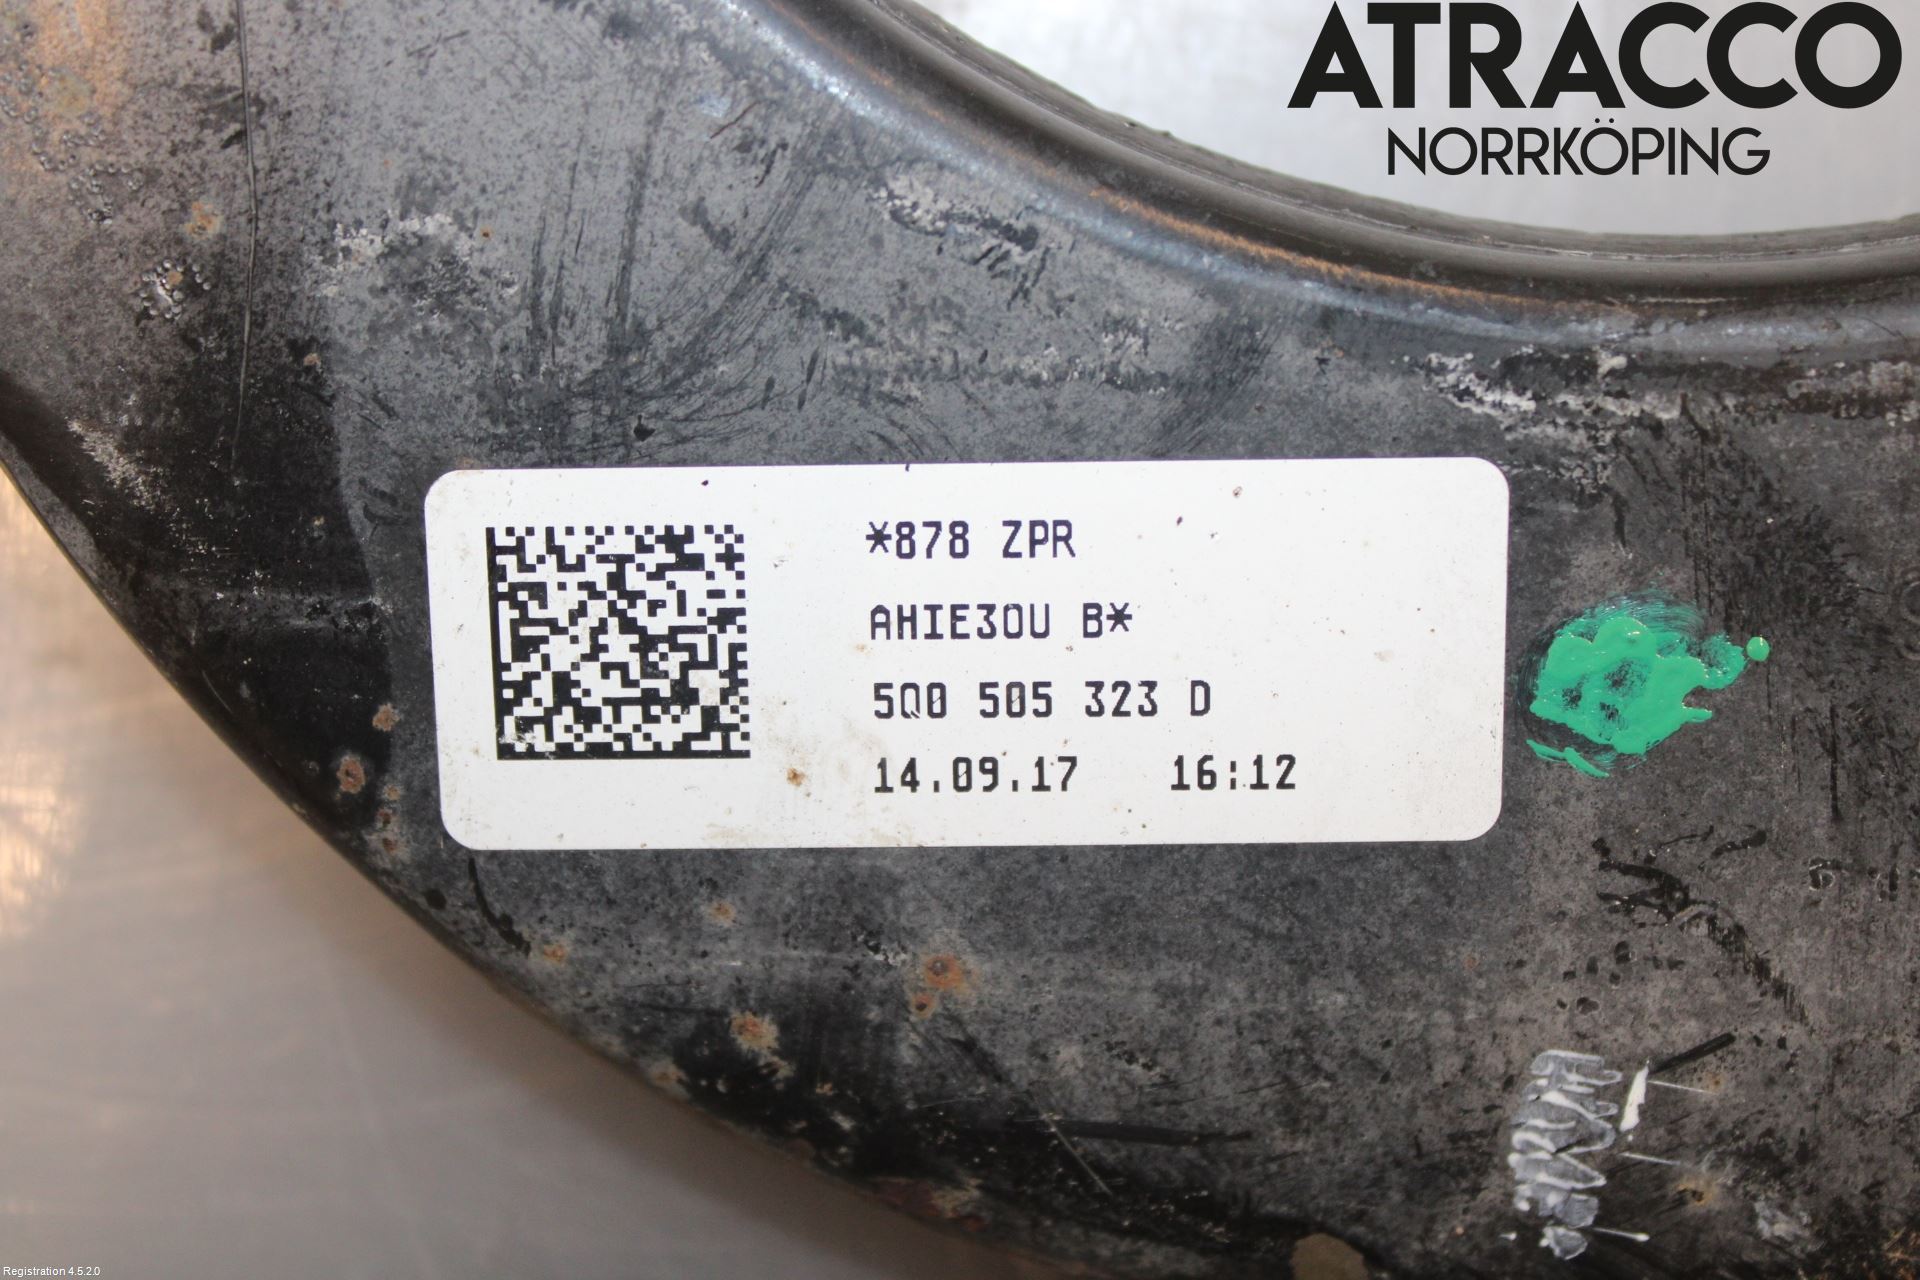 ATRACCO
NORRKÖPING
*878 ZPR
AHIE30U B*
5Q0 505 323 D
14.09.17 16:12
Registration 4.5.2.0